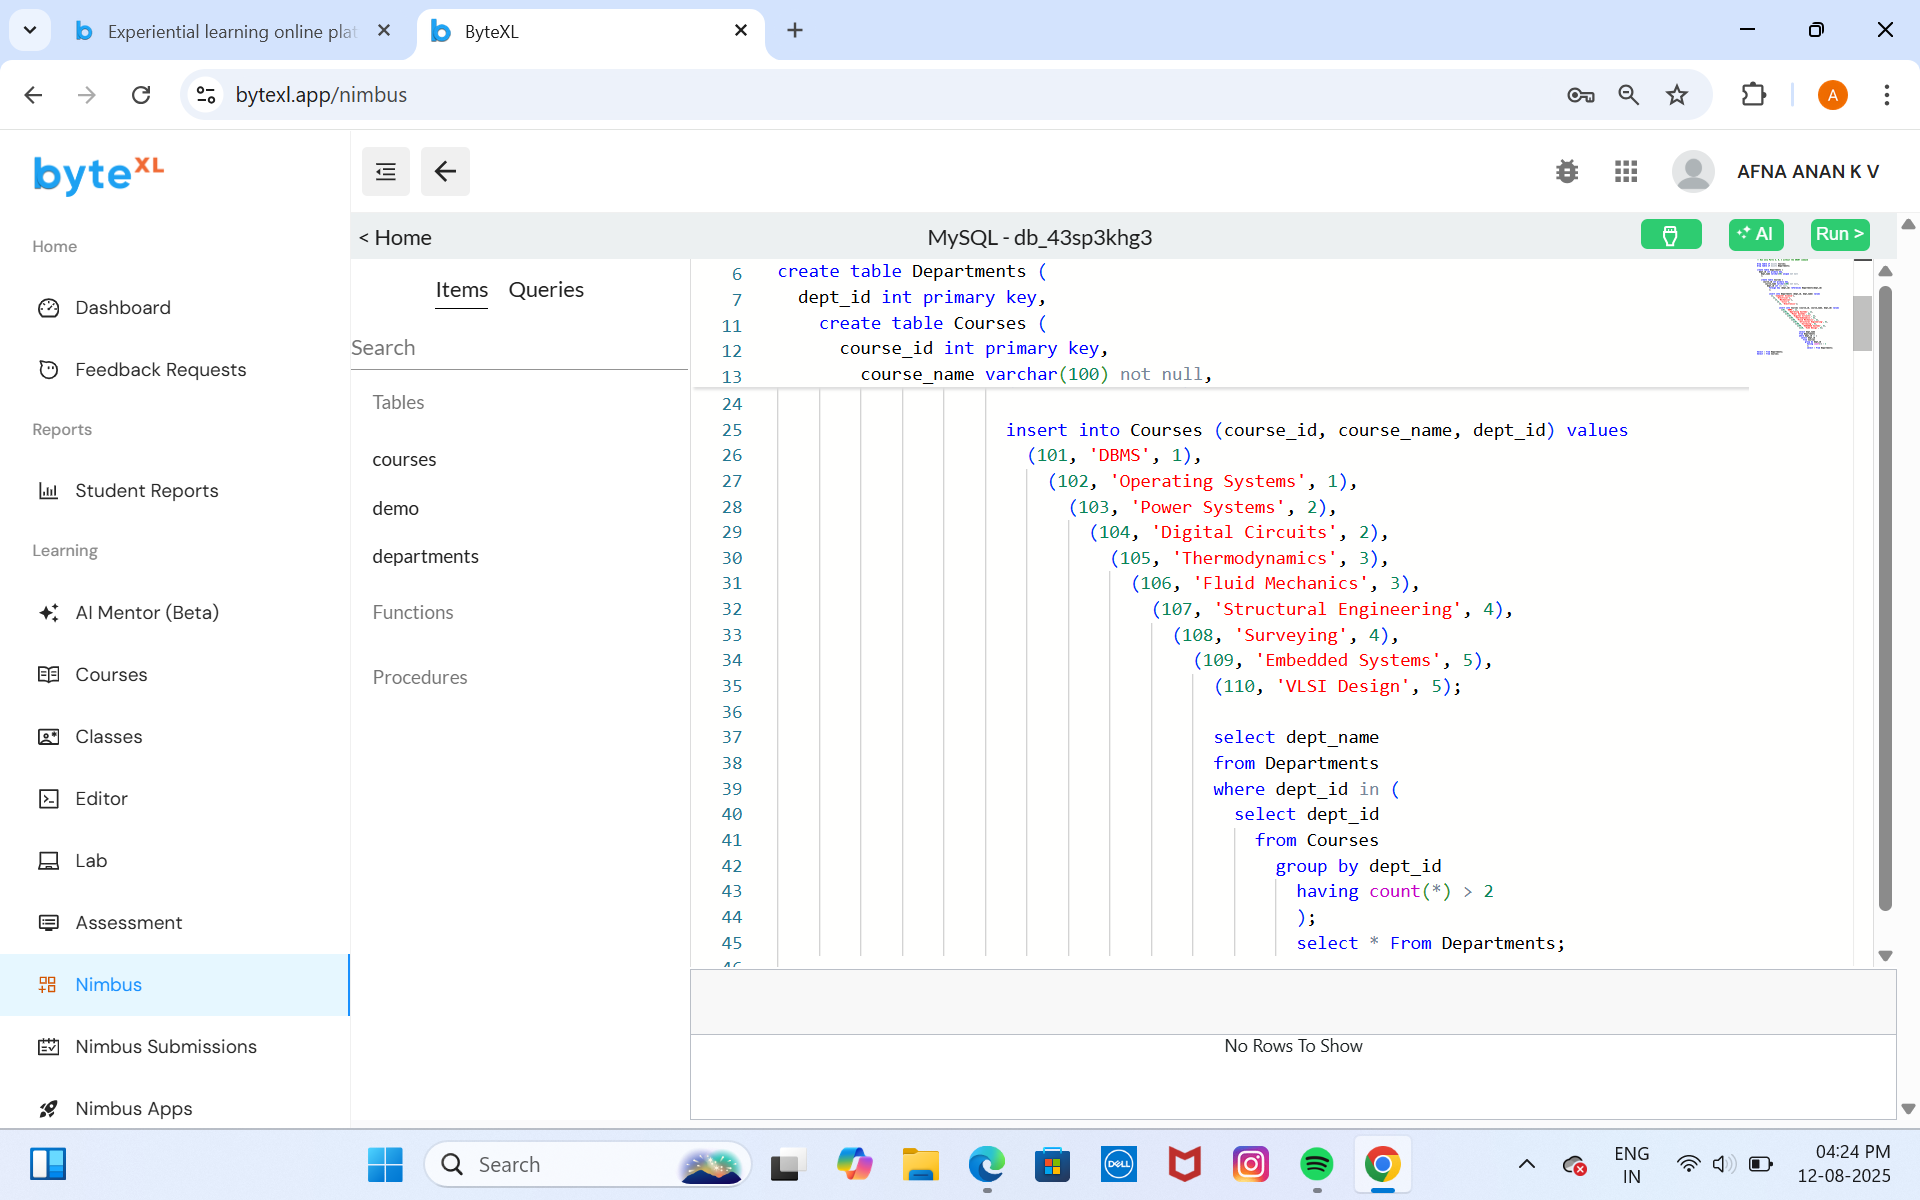 Experiential learning online plat
ByteXL
bytexl.app/nimbus
A
byteXL
AFNA ANAN K V
Home
Dashboard
Feedback Requests
Reports
Student Reports
Learning
AI Mentor (Beta)
Courses
Classes
Editor
Lab
Assessment
Nimbus
Nimbus Submissions
Nimbus Apps
< Home
MySQL - db_43sp3khg3
AI
Run >
Items
Queries
Search
Tables
courses
demo
departments
Functions
Procedures
6 create table Departments (
7 dept_id int primary key,
11 create table Courses (
12 course_id int primary key,
13 course_name varchar(100) not null,
24
25 insert into Courses (course_id, course_name, dept_id) values
26 (101, 'DBMS', 1),
27 (102, 'Operating Systems', 1),
28 (103, 'Power Systems', 2),
29 (104, 'Digital Circuits', 2),
30 (105, 'Thermodynamics', 3),
31 (106, 'Fluid Mechanics', 3),
32 (107, 'Structural Engineering', 4),
33 (108, 'Surveying', 4),
34 (109, 'Embedded Systems', 5),
35 (110, 'VLSI Design', 5);
36
37 select dept_name
38 from Departments
39 where dept_id in (
40 select dept_id
41 from Courses
42 group by dept_id
43 having count(*) > 2
44 );
45 select * From Departments;
No Rows To Show
Search
DELL
ENG
IN
04:24 PM
12-08-2025